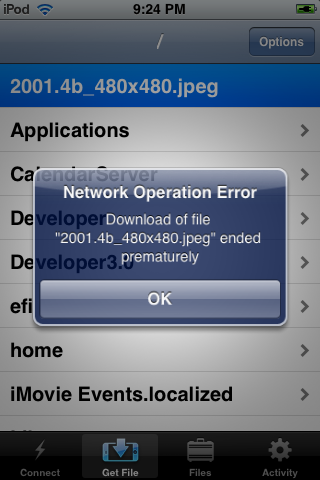 iPod 9:24 PM
/ Options
2001.4b_480x480.jpeg
Applications
CalendarServer
Network Operation Error
Developer
Download of file
"2001.4b_480x480.jpeg" ended
prematurely
Developer3.0
OK
efi
home
iMovie Events.localized
Connect Get File Files Activity